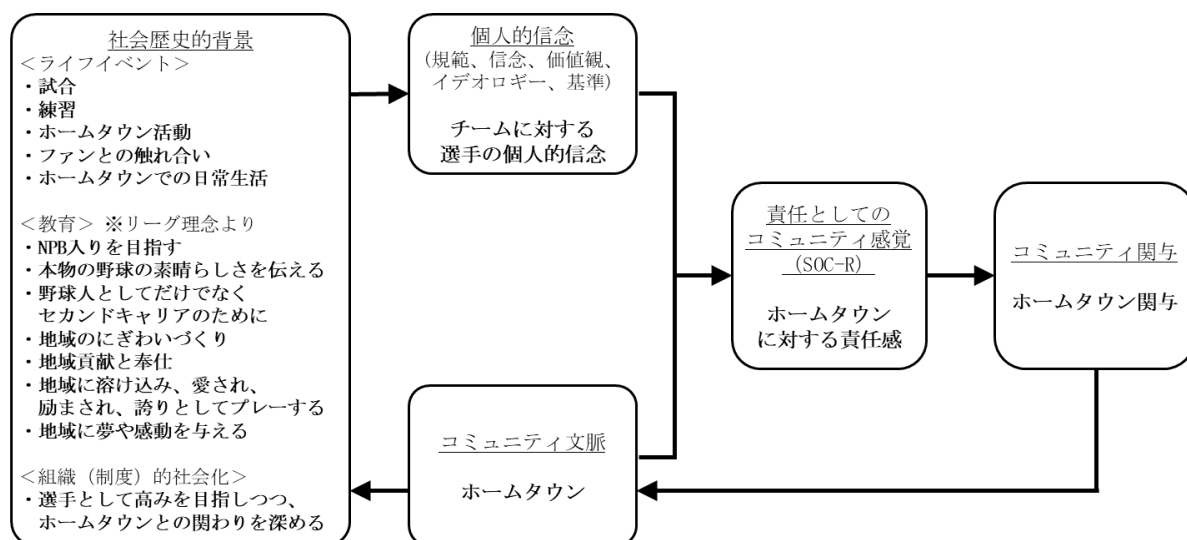 社会歴史的背景
＜ライフイベント＞
・試合
・練習
・ホームタウン活動
・ファンとの触れ合い
・ホームタウンでの日常生活
＜教育＞ ※リーグ理念より
・NPB入りを目指す
・本物の野球の素晴らしさを伝える
・野球人としてだけでなく
セカンドキャリアのために
・地域のにぎわいづくり
・地域貢献と奉仕
・地域に溶け込み、愛され、
励まされ、誇りとしてプレーする
・地域に夢や感動を与える
＜組織（制度）的社会化＞
・選手として高みを目指しつつ、
ホームタウンとの関わりを深める
個人的信念
(規範、信念、価値観、
イデオロギー、基準)
チームに対する
選手の個人的信念
コミュニティ文脈
ホームタウン
責任としての
コミュニティ感覚
(SOC-R)
ホームタウン
に対する責任感
コミュニティ関与
ホームタウン関与